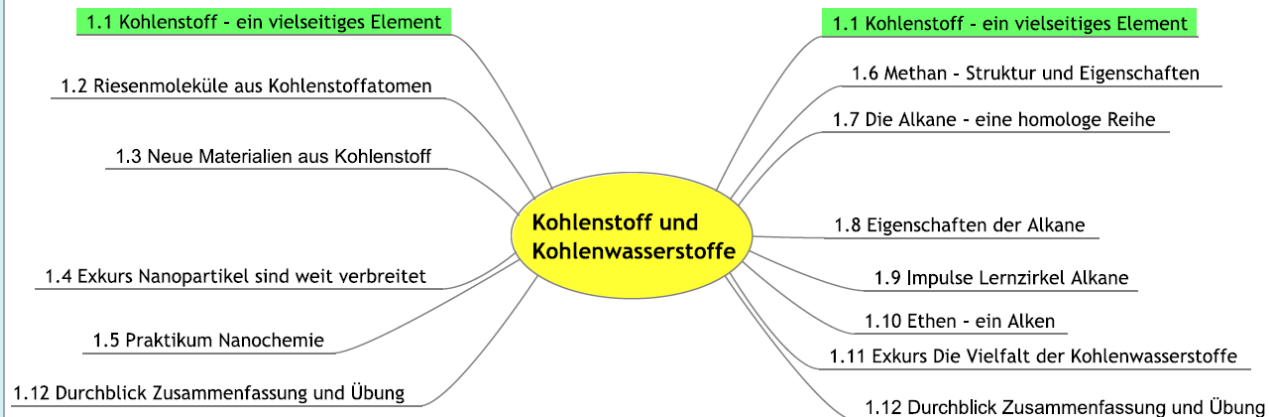 1.1 Kohlenstoff - ein vielseitiges Element
1.2 Riesenmoleküle aus Kohlenstoffatomen
1.3 Neue Materialien aus Kohlenstoff
1.4 Exkurs Nanopartikel sind weit verbreitet
1.5 Praktikum Nanochemie
1.12 Durchblick Zusammenfassung und Übung
Kohlenstoff und
Kohlenwasserstoffe
1.1 Kohlenstoff - ein vielseitiges Element
1.6 Methan - Struktur und Eigenschaften
1.7 Die Alkane - eine homologe Reihe
1.8 Eigenschaften der Alkane
1.9 Impulse Lernzirkel Alkane
1.10 Ethen - ein Alken
1.11 Exkurs Die Vielfalt der Kohlenwasserstoffe
1.12 Durchblick Zusammenfassung und Übung